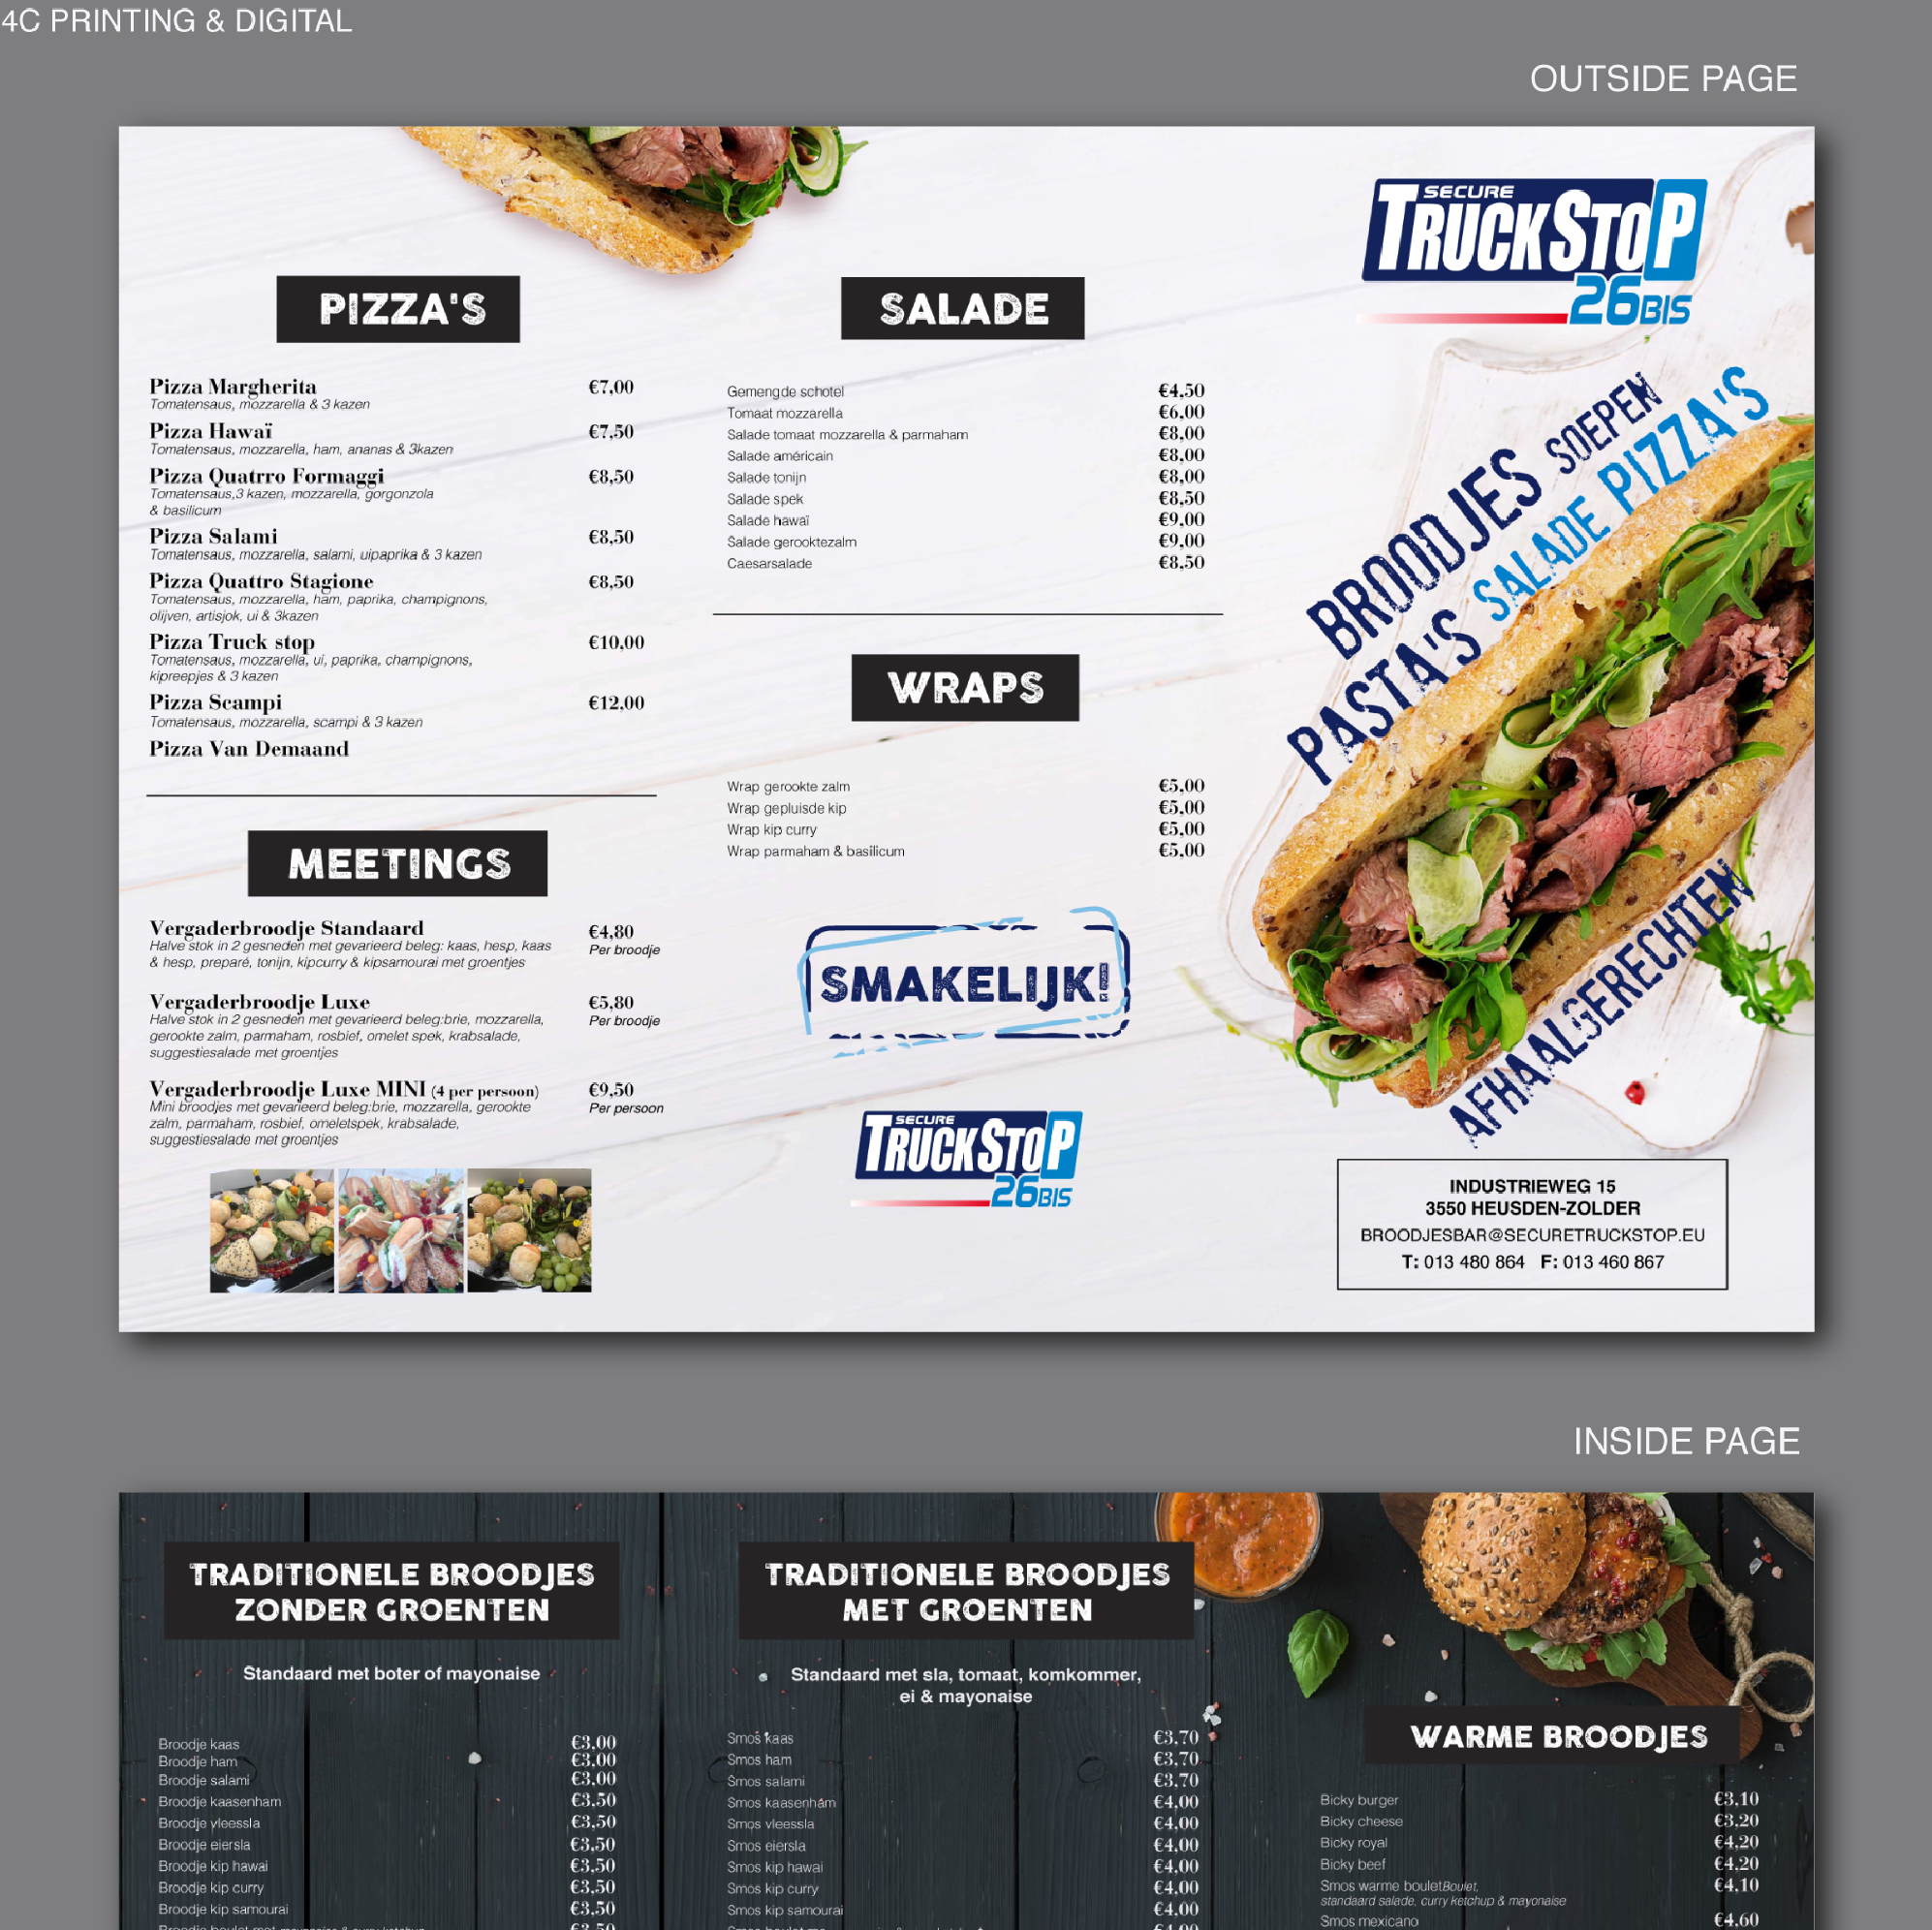 4C PRINTING & DIGITAL
OUTSIDE PAGE
PIZZA'S
Pizza Margherita €7,00
Tomatensaus, mozzarella & 3 kazen
Pizza Hawaï €7,50
Tomatensaus, mozzarella, ham, ananas & 3kazen
Pizza Quatrro Formaggi €8,50
Tomatensaus,3 kazen, mozzarella, gorgonzola
& basilicum
Pizza Salami €8,50
Tomatensaus, mozzarella, salami, uipaprika & 3 kazen
Pizza Quattro Stagione €8,50
Tomatensaus, mozzarella, ham, paprika, champignons,
olijven, artisjok, ui & 3kazen
Pizza Truck stop €10,00
Tomatensaus, mozzarella, ui, paprika, champignons,
kipreepjes & 3 kazen
Pizza Scampi €12,00
Tomatensaus, mozzarella, scampi & 3 kazen
Pizza Van Demaand
MEETINGS
Vergaderbroodje Standaard €4,80
Halve stok in 2 gesneden met gevarieerd beleg: kaas, hesp, kaas Per broodje
& hesp, preparé, tonijn, kipcurry & kipsamourai met groentjes
Vergaderbroodje Luxe €5,80
Halve stok in 2 gesneden met gevarieerd beleg:brie, mozzarella, Per broodje
gerookte zalm, parmaham, rosbief, omelet spek, krabsalade,
suggestiesalade met groentjes
Vergaderbroodje Luxe MINI (4 per persoon) €9,50
Mini broodjes met gevarieerd beleg:brie, mozzarella, gerookte Per persoon
zalm, parmaham, rosbief, omeletspek, krabsalade,
suggestiesalade met groentjes
SALADE
Gemengde schotel €4,50
Tomaat mozzarella €6,00
Salade tomaat mozzarella & parmaham €8,00
Salade américain €8,00
Salade tonijn €8,00
Salade spek €8,50
Salade hawaï €9,00
Salade gerooktezalm €9,00
Caesarsalade €8,50
WRAPS
Wrap gerookte zalm €5,00
Wrap gepluisde kip €5,00
Wrap kip curry €5,00
Wrap parmaham & basilicum €5,00
SMAKELIJK!
SECURE
TRUCKSTOP
26BIS
SECURE
TRUCKSTOP
26BIS
BROODJES SOEPEN
PASTA'S SALADE PIZZA'S
AFHAALGERECHTEN
INDUSTRIEWEG 15
3550 HEUSDEN-ZOLDER
BROODJESBAR@SECURETRUCKSTOP.EU
T: 013 480 864 F: 013 460 867
INSIDE PAGE
TRADITIONELE BROODJES
ZONDER GROENTEN
Standaard met boter of mayonaise
Broodje kaas €3,00
Broodje ham €3,00
Broodje salami €3,00
Broodje kaasenham €3,50
Broodje vleessla €3,50
Broodje eiersla €3,50
Broodje kip hawai €3,50
Broodje kip curry €3,50
Broodje kip samourai €3,50
TRADITIONELE BROODJES
MET GROENTEN
Standaard met sla, tomaat, komkommer,
ei & mayonaise
Smos kaas €3,70
Smos ham €3,70
Smos salami €3,70
Smos kaasenham €4,00
Smos vleessla €4,00
Smos eiersla €4,00
Smos kip hawai €4,00
Smos kip curry €4,00
Smos kip samourai €4,00
WARME BROODJES
Bicky burger €3,10
Bicky cheese €3,20
Bicky royal €4,20
Bicky beef €4,20
Smos warme boulet Boulet, €4,10
standaard salade, curry ketchup & mayonaise
Smos mexicano €4,60